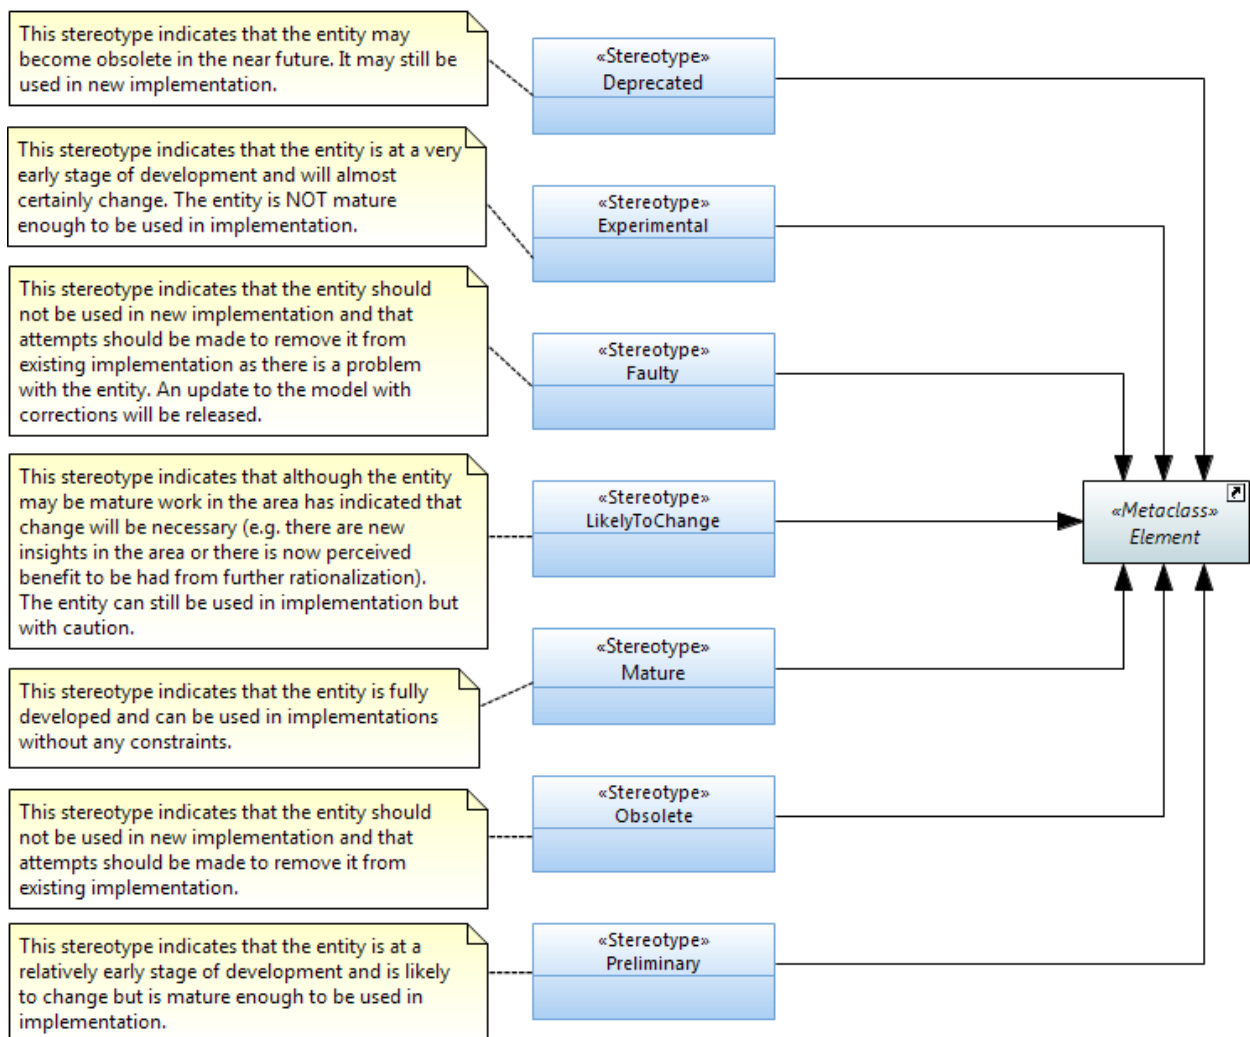 This stereotype indicates that the entity may
become obsolete in the near future. It may still be
used in new implementation.
«Stereotype»
Deprecated
This stereotype indicates that the entity is at a very
early stage of development and will almost
certainly change. The entity is NOT mature
enough to be used in implementation.
«Stereotype»
Experimental
This stereotype indicates that the entity should
not be used in new implementation and that
attempts should be made to remove it from
existing implementation as there is a problem
with the entity. An update to the model with
corrections will be released.
«Stereotype»
Faulty
This stereotype indicates that although the entity
may be mature work in the area has indicated that
change will be necessary (e.g. there are new
insights in the area or there is now perceived
benefit to be had from further rationalization).
The entity can still be used in implementation but
with caution.
«Stereotype»
LikelyToChange
«Metaclass»
Element
This stereotype indicates that the entity is fully
developed and can be used in implementations
without any constraints.
«Stereotype»
Mature
This stereotype indicates that the entity should
not be used in new implementation and that
attempts should be made to remove it from
existing implementation.
«Stereotype»
Obsolete
This stereotype indicates that the entity is at a
relatively early stage of development and is likely
to change but is mature enough to be used in
implementation.
«Stereotype»
Preliminary